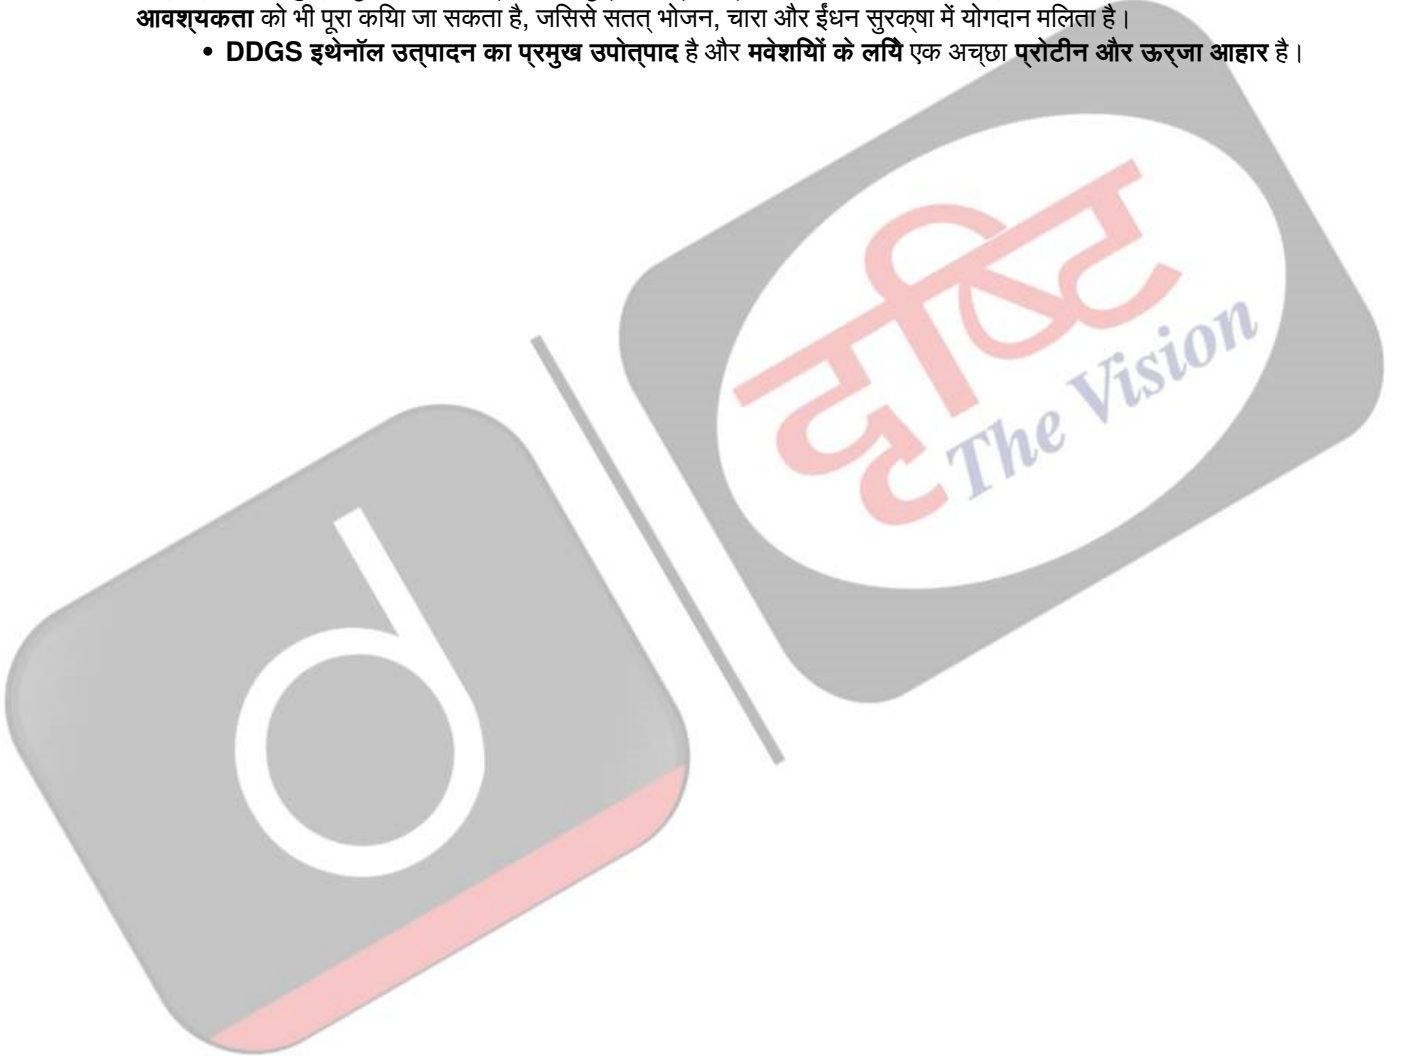 आवश्यकता को भी पूरा किया जा सकता है, जिससे सतत् भोजन, चारा और ईंधन सुरक्षा में योगदान मिलता है।
• DDGS इथेनॉल उत्पादन का प्रमुख उपोत्पाद है और मवेशियों के लिये एक अच्छा प्रोटीन और ऊर्जा आहार है।
दृष्टि
The Vision
d